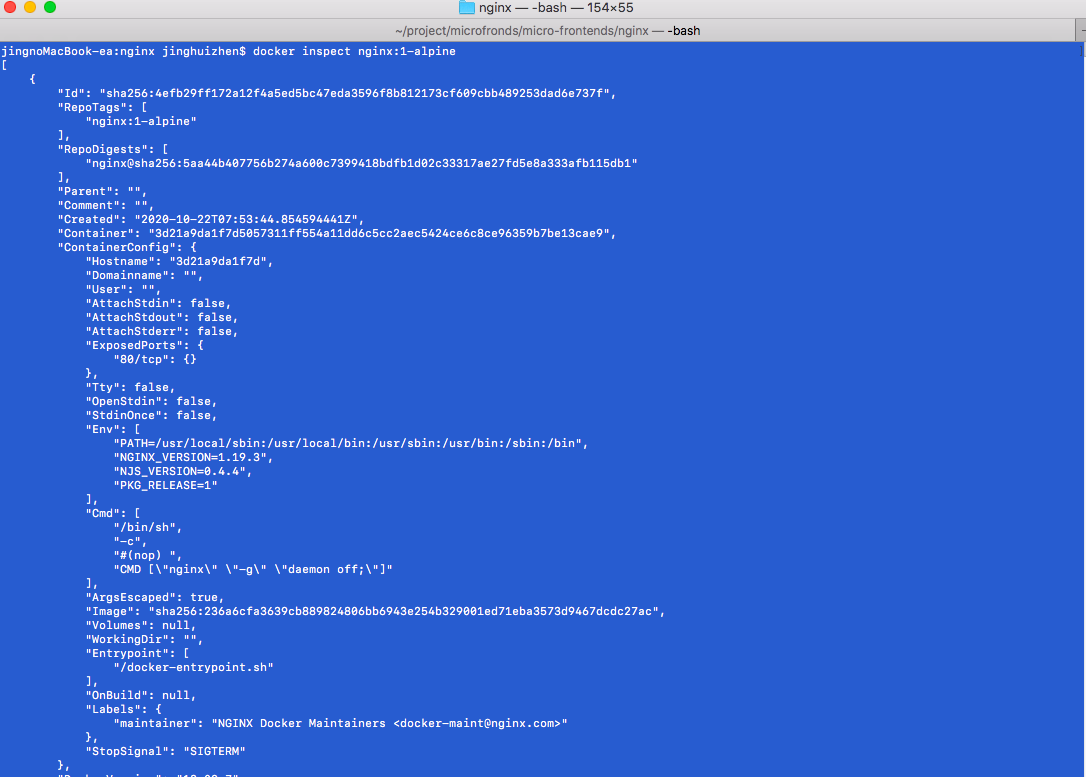 nginx — -bash — 154×55
~/project/microfronds/micro-frontends/nginx — -bash
jingnoMacBook-ea:nginx jinghuizhen$ docker inspect nginx:1-alpine
[
    {
        "Id": "sha256:4efb29ff172a12f4a5ed5bc47eda3596f8b812173cf609cbb489253dad6e737f",
        "RepoTags": [
            "nginx:1-alpine"
        ],
        "RepoDigests": [
            "nginx@sha256:5aa44b407756b274a600c7399418bdfb1d02c33317ae27fd5e8a333afb115db1"
        ],
        "Parent": "",
        "Comment": "",
        "Created": "2020-10-22T07:53:44.854594441Z",
        "Container": "3d21a9da1f7d5057311ff554a11dd6c5cc2aec5424ce6c8ce96359b7be13cae9",
        "ContainerConfig": {
            "Hostname": "3d21a9da1f7d",
            "Domainname": "",
            "User": "",
            "AttachStdin": false,
            "AttachStdout": false,
            "AttachStderr": false,
            "ExposedPorts": {
                "80/tcp": {}
            },
            "Tty": false,
            "OpenStdin": false,
            "StdinOnce": false,
            "Env": [
                "PATH=/usr/local/sbin:/usr/local/bin:/usr/sbin:/usr/bin:/sbin:/bin",
                "NGINX_VERSION=1.19.3",
                "NJS_VERSION=0.4.4",
                "PKG_RELEASE=1"
            ],
            "Cmd": [
                "/bin/sh",
                "-c",
                "#(nop) ",
                "CMD [\"nginx\" \"-g\" \"daemon off;\"]"
            ],
            "ArgsEscaped": true,
            "Image": "sha256:236a6cfa3639cb889824806bb6943e254b329001ed71eba3573d9467dcdc27ac",
            "Volumes": null,
            "WorkingDir": "",
            "Entrypoint": [
                "/docker-entrypoint.sh"
            ],
            "OnBuild": null,
            "Labels": {
                "maintainer": "NGINX Docker Maintainers <docker-maint@nginx.com>"
            },
            "StopSignal": "SIGTERM"
        },